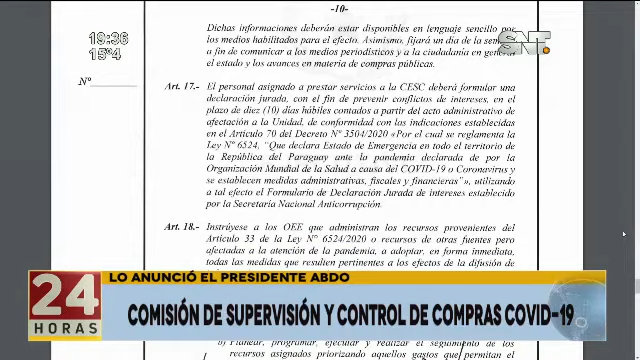 -10-
19:36
15°4
SNT.
Dichas informaciones deberán estar disponibles en lenguaje sencillo por
los medios habilitados para el efecto. Asimismo, fijará un día de la
a fin de comunicar a los medios periodísticos y a la ciudadanía en general
el estado y los avances en materia de compras públicas.
Nº
Art. 17.- El personal asignado a prestar servicios a la CESC deberá formular una
declaración jurada, con el fin de prevenir conflictos de intereses, en el
plazo de diez (10) días hábiles contados a partir del acto administrativo de
afectación a la Unidad, de conformidad con las indicaciones establecidas
en el Artículo 70 del Decreto Nº 3504/2020 «Por el cual se reglamenta la
Ley Nº 6524, "Que declara Estado de Emergencia en todo el territorio de
la República del Paraguay ante la pandemia declarada de por la
Organización Mundial de la Salud a causa del COVID-19 o Coronavirus y
se establecen medidas administrativas, fiscales y financieras"», utilizando
a tal efecto el Formulario de Declaración Jurada de intereses establecido
por la Secretaría Nacional Anticorrupción.
Art. 18.- Instrúyese a los OEE que administran los recursos provenientes del
Artículo 33 de la Ley Nº 6524/2020 o recursos de otras fuentes pero
afectadas a la atención de la pandemia, a adoptar, en forma inmediata,
todas las medidas que resulten pertinentes a los efectos de la difusión de
LO ANUNCIÓ EL PRESIDENTE ABDO
24
HORAS
COMISIÓN DE SUPERVISIÓN Y CONTROL DE COMPRAS COVID-19
b) Planear, programar, ejecutar y realizar el seguimiento de los
recursos asignados priorizando aquellos gastos que permitan el